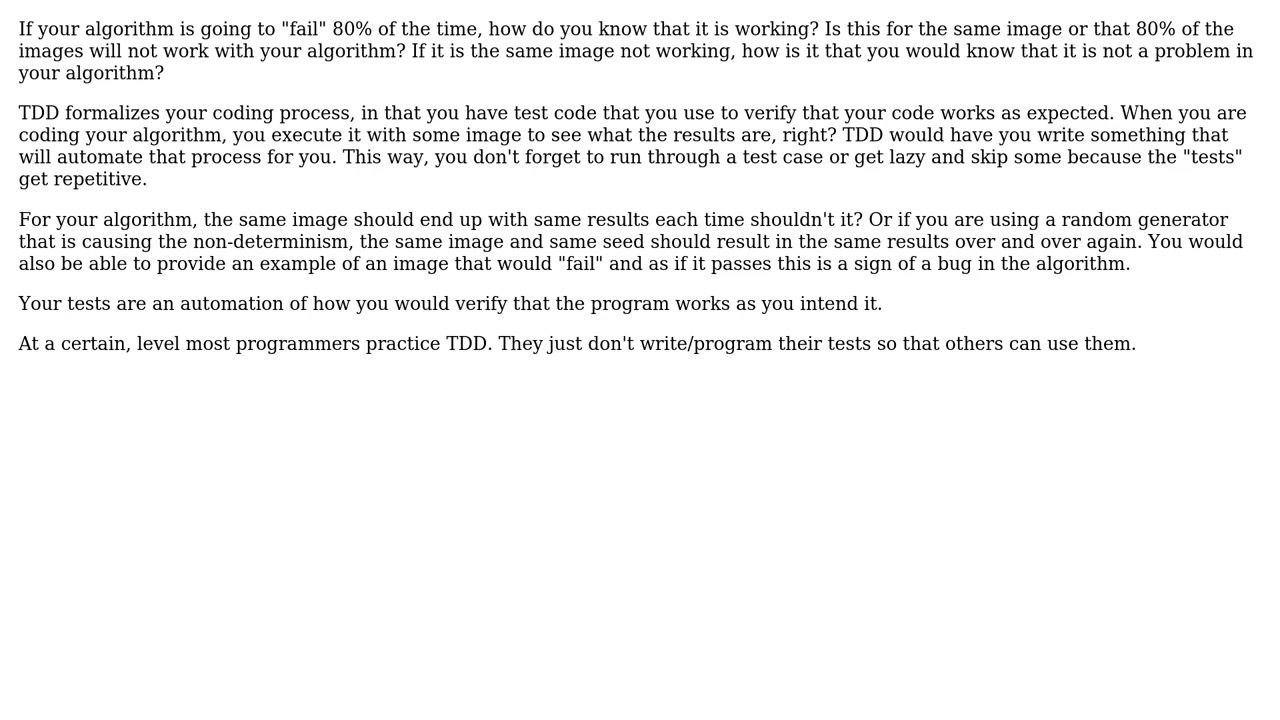 If your algorithm is going to "fail" 80% of the time, how do you know that it is working? Is this for the same image or that 80% of the
images will not work with your algorithm? If it is the same image not working, how is it that you would know that it is not a problem in
your algorithm?
TDD formalizes your coding process, in that you have test code that you use to verify that your code works as expected. When you are
coding your algorithm, you execute it with some image to see what the results are, right? TDD would have you write something that
will automate that process for you. This way, you don't forget to run through a test case or get lazy and skip some because the "tests"
get repetitive.
For your algorithm, the same image should end up with same results each time shouldn't it? Or if you are using a random generator
that is causing the non-determinism, the same image and same seed should result in the same results over and over again. You would
also be able to provide an example of an image that would "fail" and as if it passes this is a sign of a bug in the algorithm.
Your tests are an automation of how you would verify that the program works as you intend it.
At a certain, level most programmers practice TDD. They just don't write/program their tests so that others can use them.